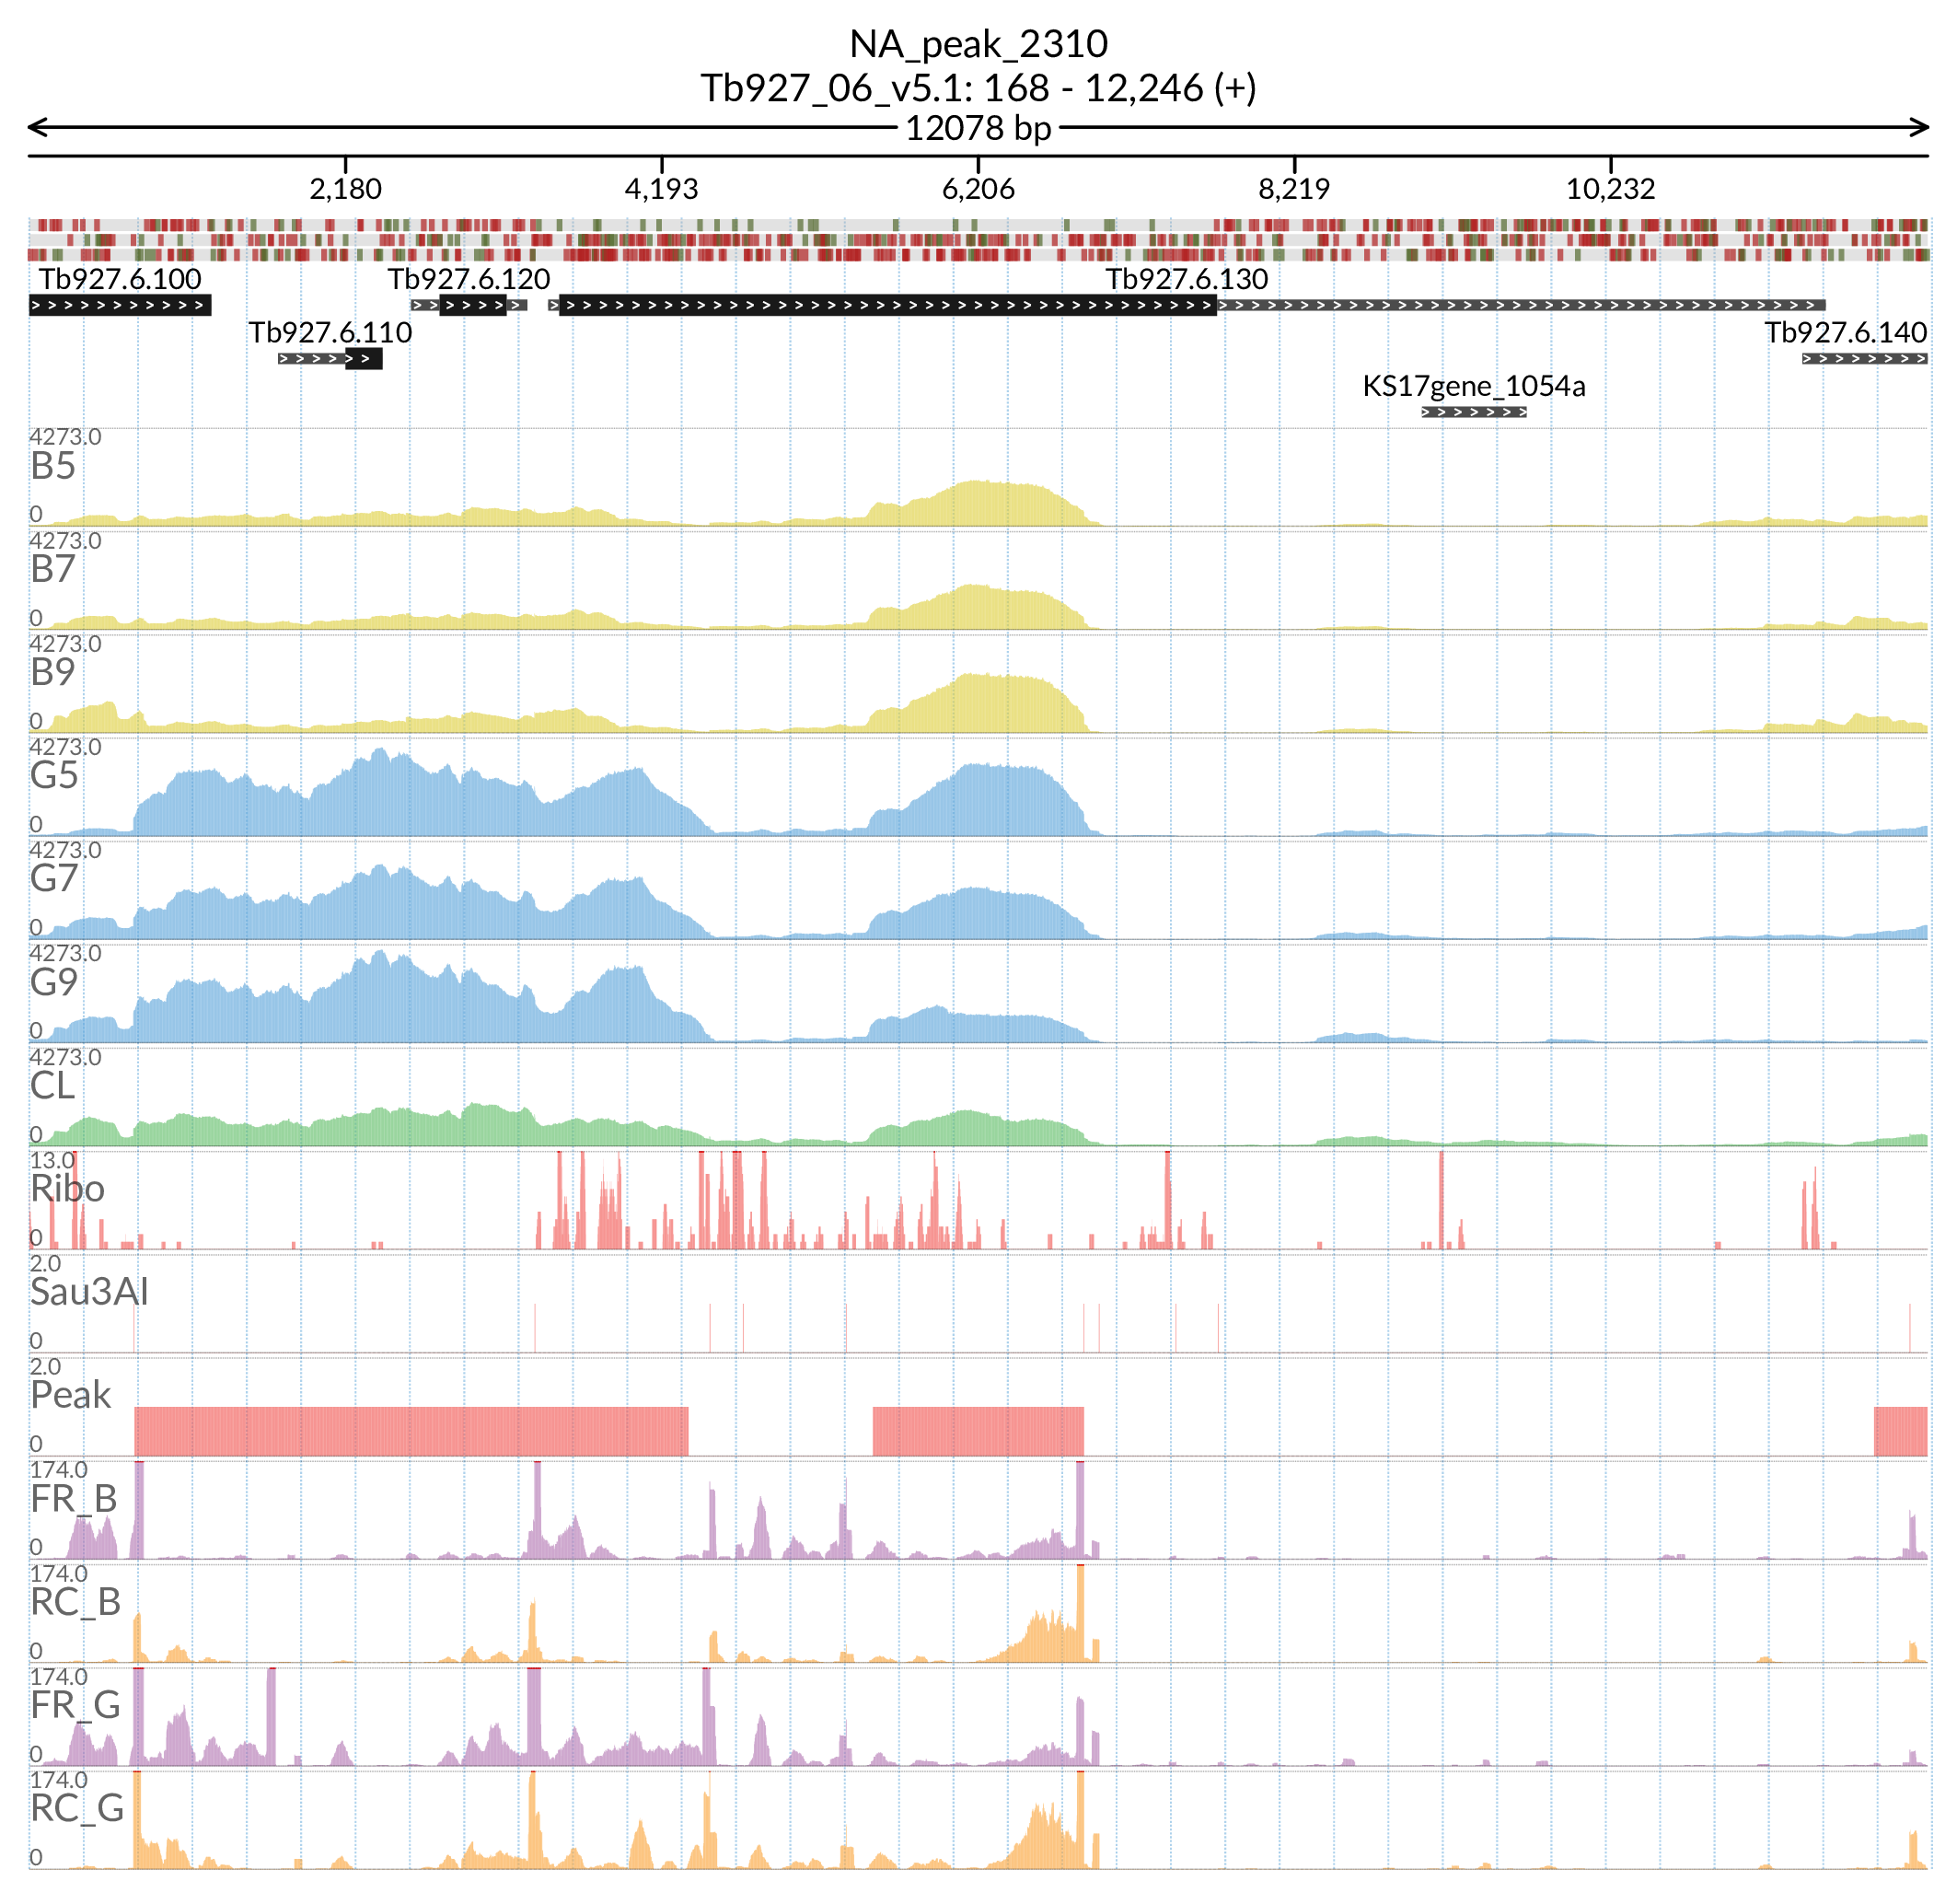 NA_peak_2310
Tb927_06_v5.1: 168 - 12,246 (+)
12078 bp
2,180 4,193 6,206 8,219 10,232
Tb927.6.100 Tb927.6.120 Tb927.6.130
Tb927.6.110 Tb927.6.140
KS17gene_1054a
4273.0
B5
0
4273.0
B7
0
4273.0
B9
0
4273.0
G5
0
4273.0
G7
0
4273.0
G9
0
4273.0
CL
0
13.0
Ribo
0
2.0
Sau3AI
0
2.0
Peak
0
174.0
FR_B
0
174.0
RC_B
0
174.0
FR_G
0
174.0
RC_G
0